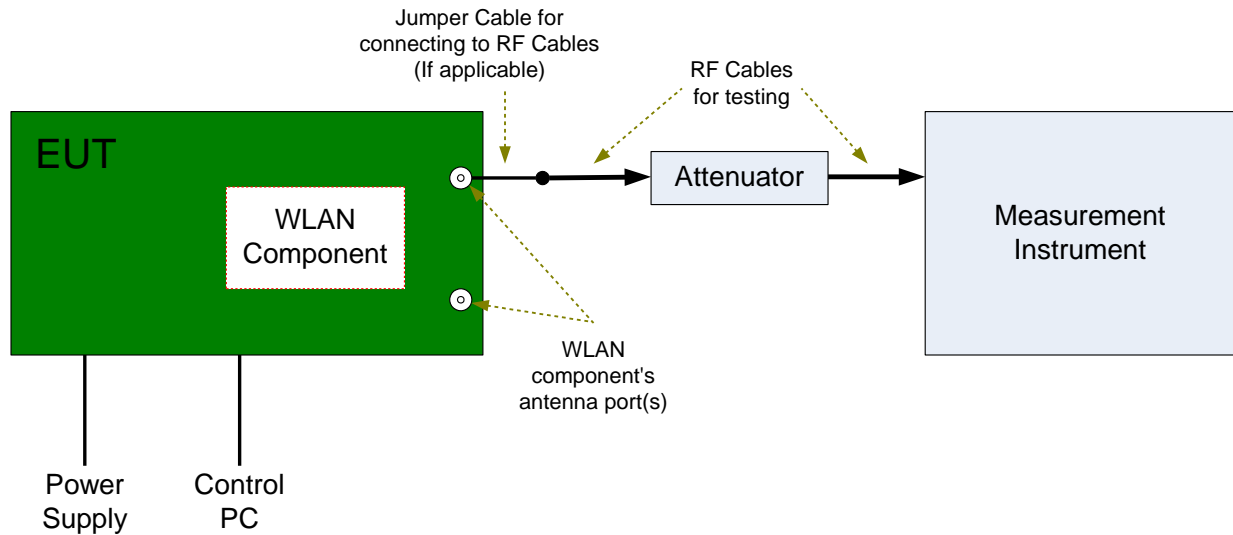 Jumper Cable for
connecting to RF Cables
(If applicable)
RF Cables
for testing
EUT
WLAN
Component
Attenuator
Measurement
Instrument
WLAN
component's
antenna port(s)
Power
Supply
Control
PC